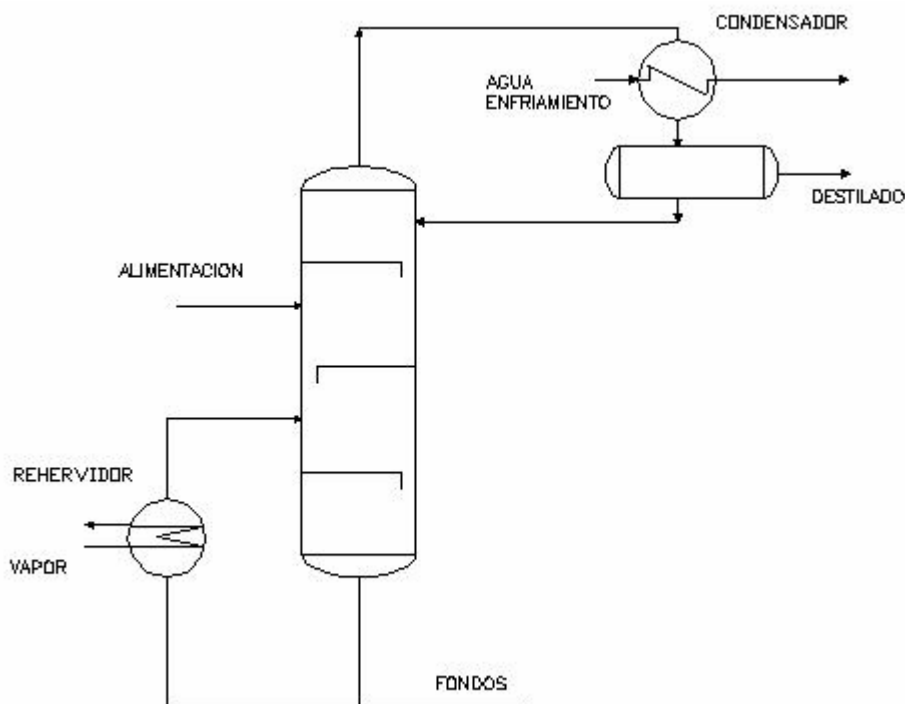 CONDENSADOR
AGUA
ENFRIAMIENTO
DESTILADO
ALIMENTACION
REHERVIDOR
VAPOR
FONDOS